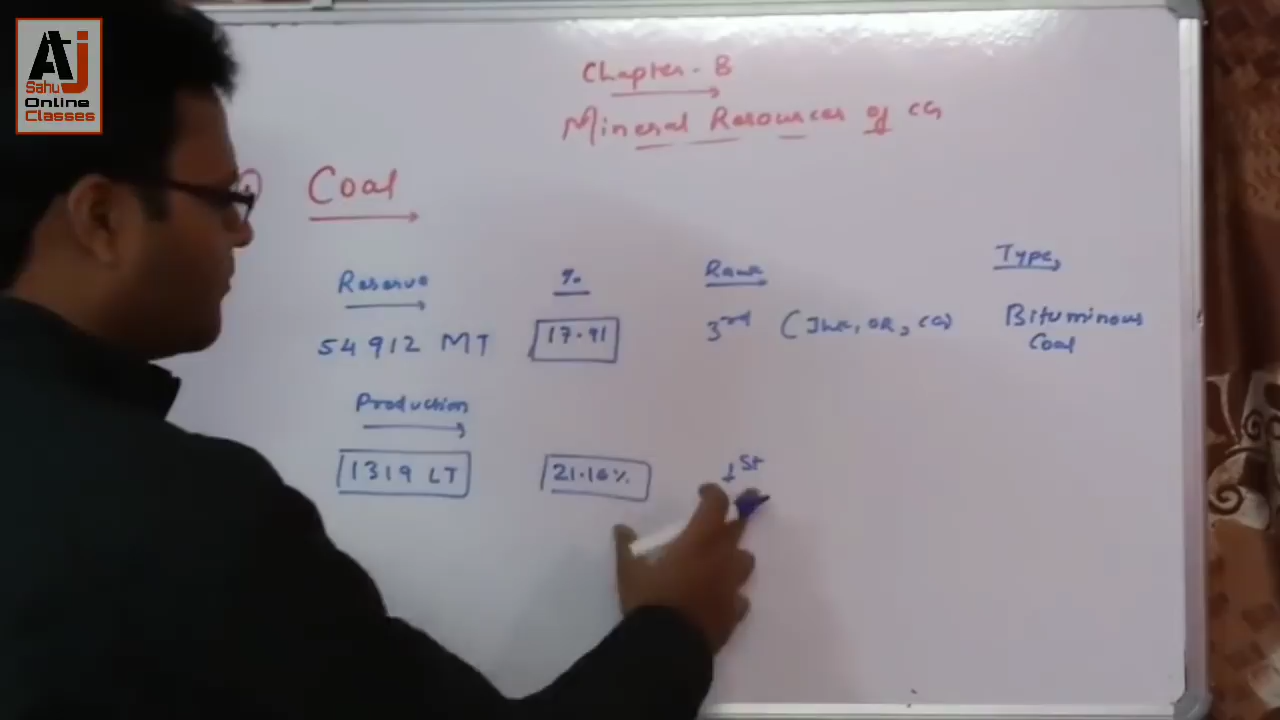 AJ
Sahu
Online
Classes
Chapter - 8
Mineral Resources of CG
Coal
Reserve % Rank Type
54912 MT 17.91 3rd (JHK, OR, CG) Bituminous
Coal
Production
1319 LT 21.16% 1st